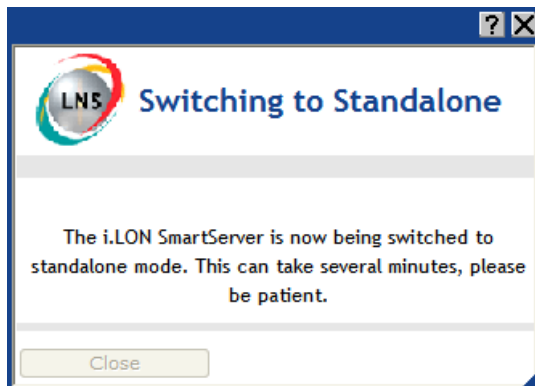 ?
LNS
Switching to Standalone
The i.LON SmartServer is now being switched to
standalone mode. This can take several minutes, please
be patient.
Close